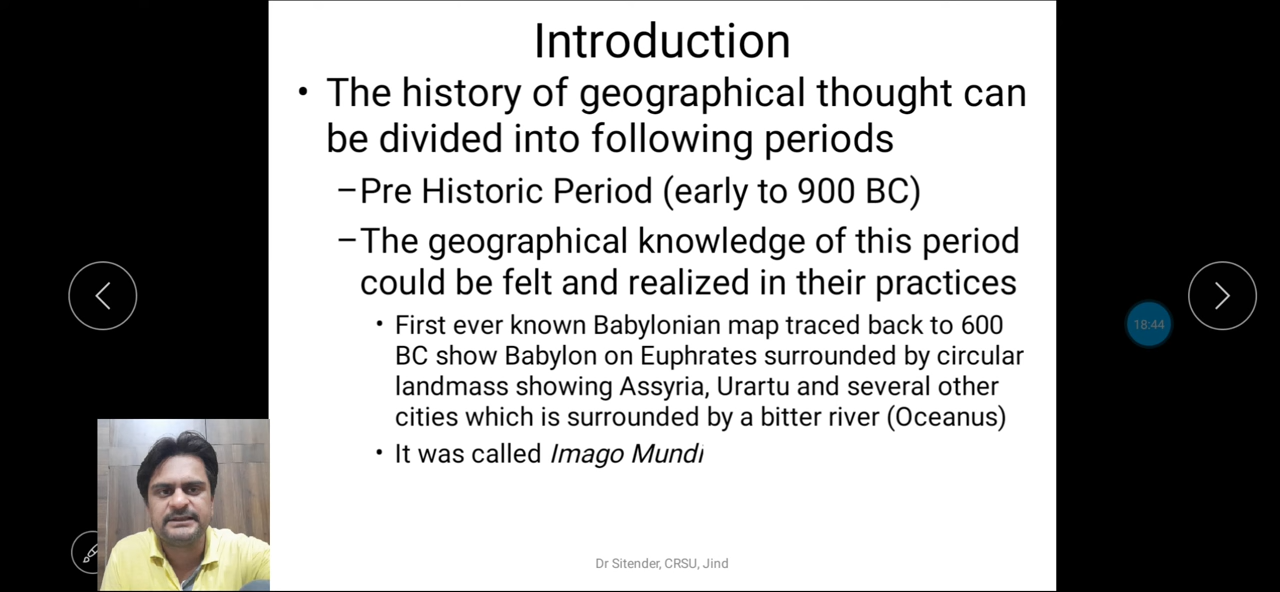 Introduction
• The history of geographical thought can
be divided into following periods
–Pre Historic Period (early to 900 BC)
–The geographical knowledge of this period
could be felt and realized in their practices
• First ever known Babylonian map traced back to 600
BC show Babylon on Euphrates surrounded by circular
landmass showing Assyria, Urartu and several other
cities which is surrounded by a bitter river (Oceanus)
• It was called Imago Mundi
18:44
Dr Sitender, CRSU, Jind